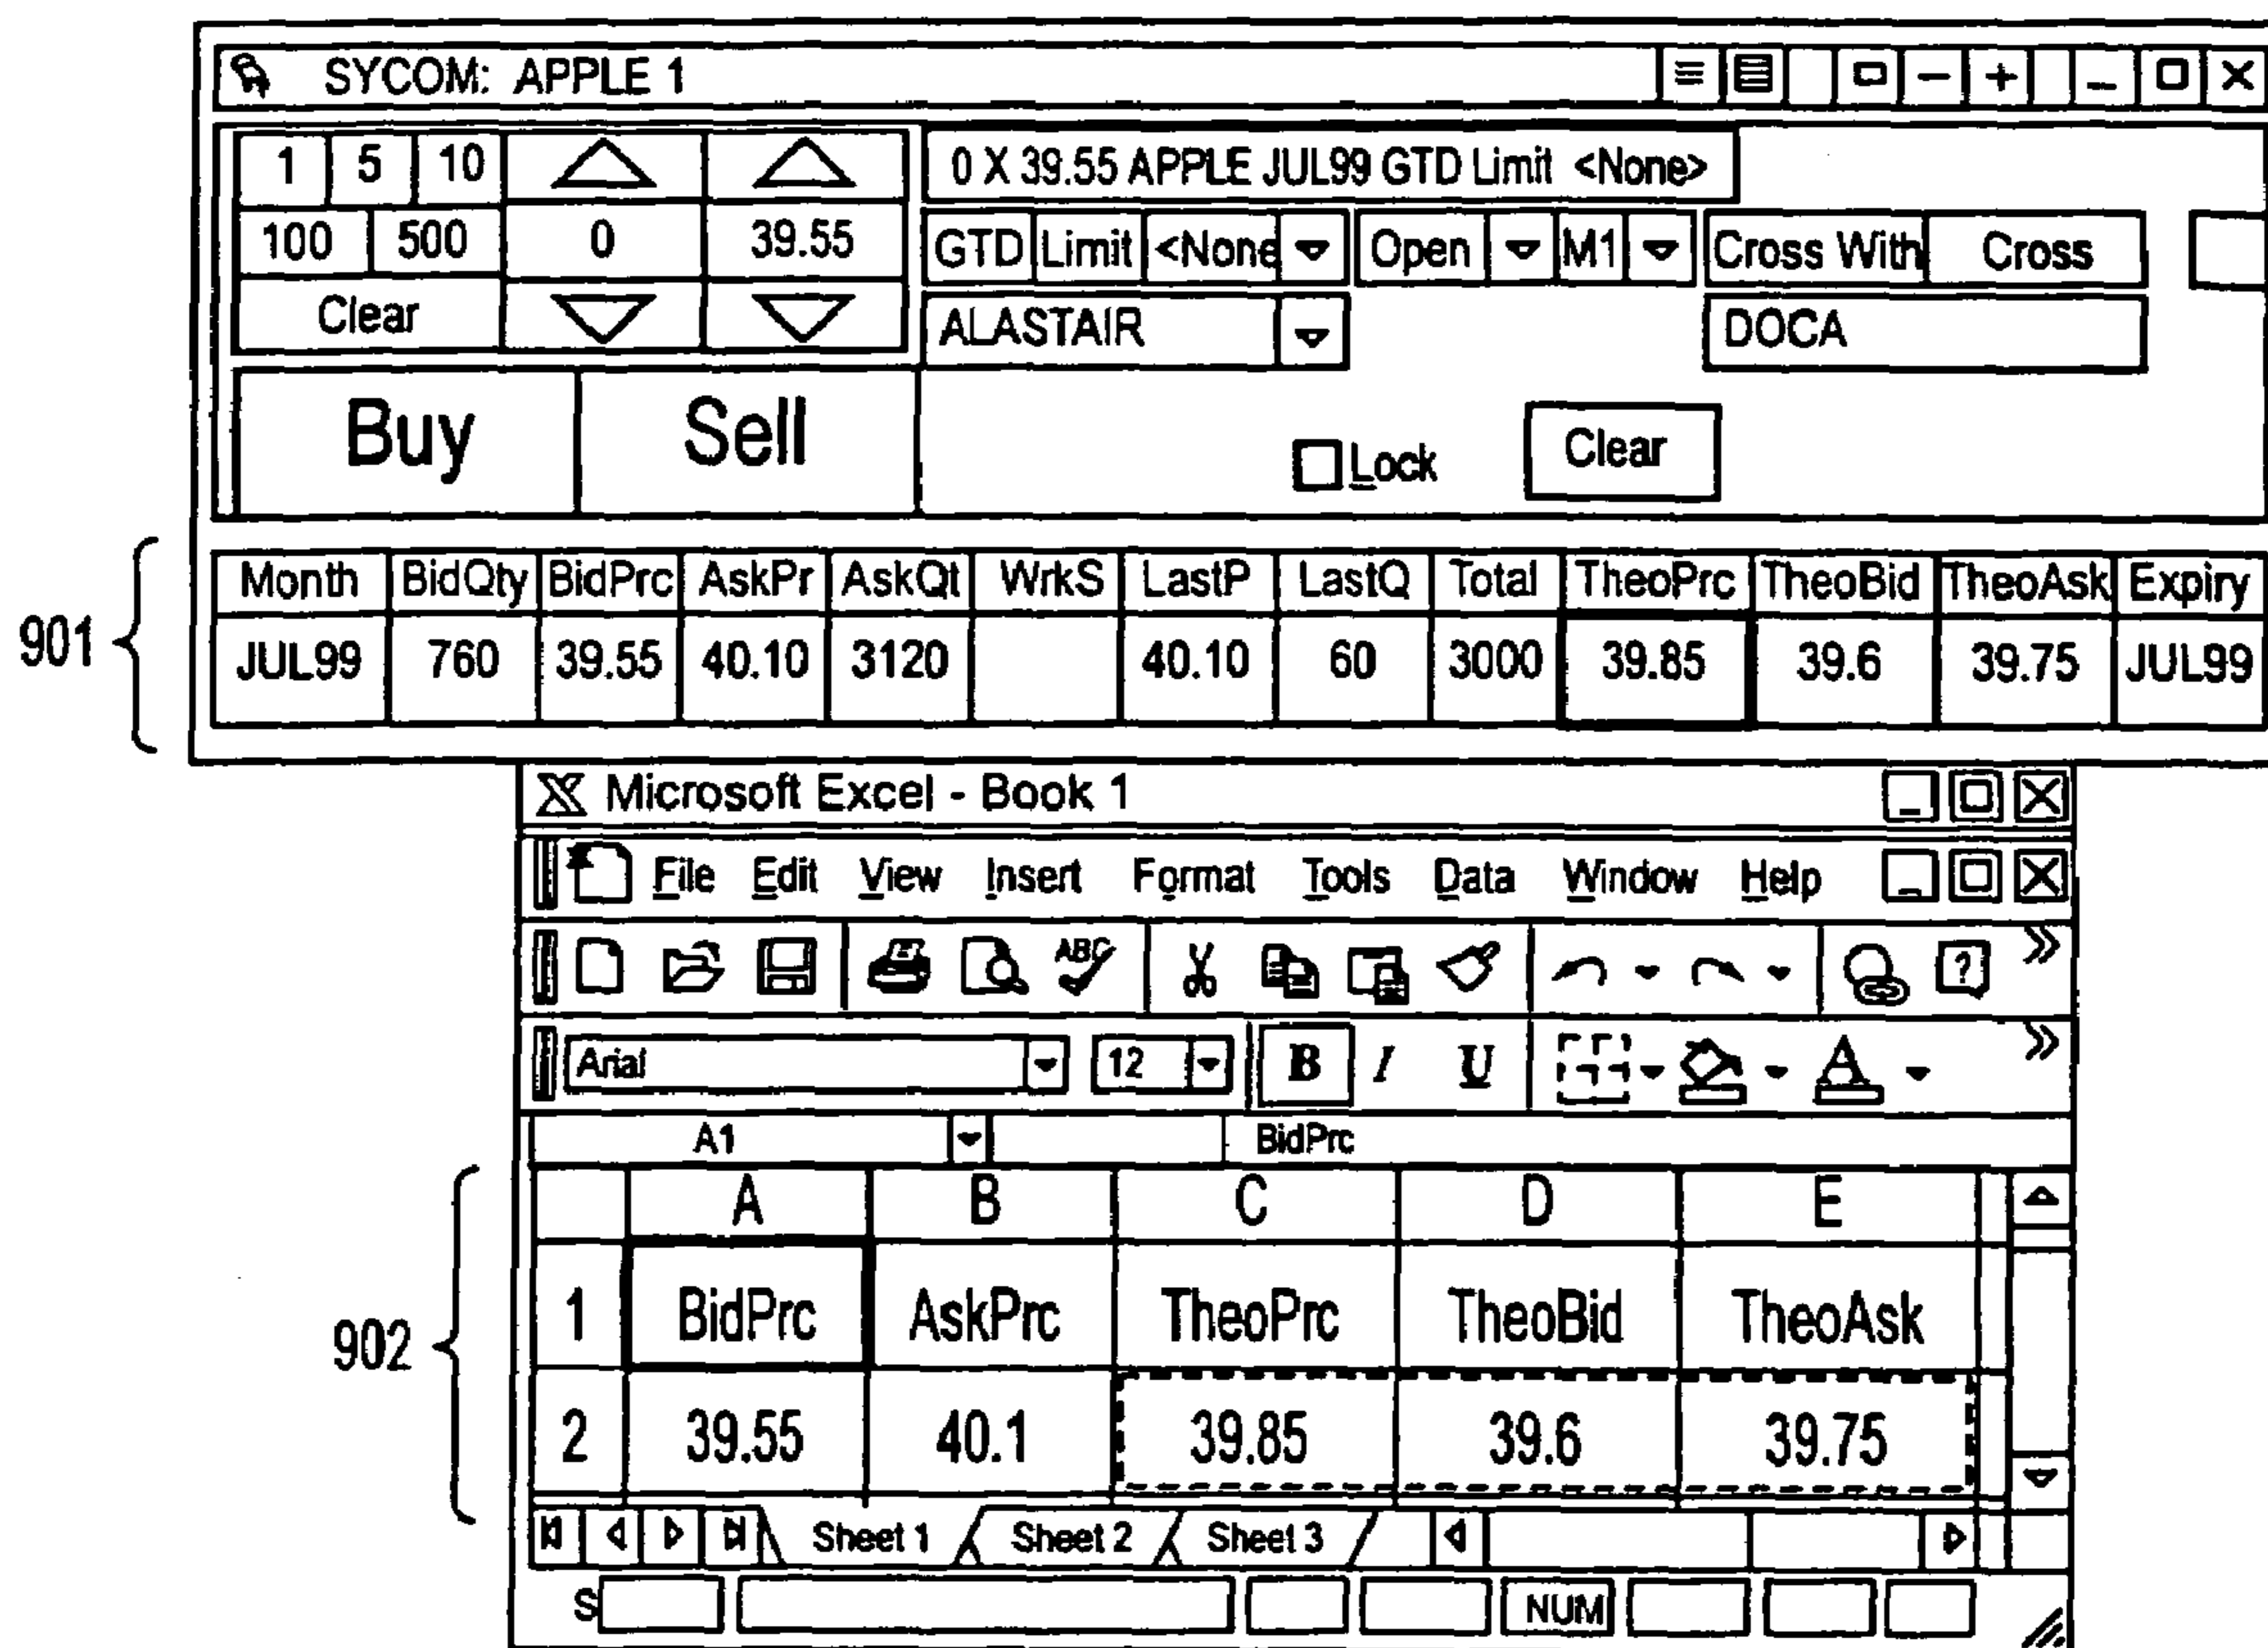 SYCOM: APPLE 1
1 5 10
0 X 39.55 APPLE JUL99 GTD Limit <None>
100 500 0 39.55
GTD Limit <None Open M1 Cross With Cross
Clear
ALASTAIR DOCA
Buy Sell
Lock Clear
901
Month BidQty BidPrc AskPr AskQt WrkS LastP LastQ Total TheoPrc TheoBid TheoAsk Expiry
JUL99 760 39.55 40.10 3120 40.10 60 3000 39.85 39.6 39.75 JUL99
Microsoft Excel - Book 1
File Edit View Insert Format Tools Data Window Help
ABC ?
Arial 12 B I U A
A1 BidPrc
902
A B C D E
1 BidPrc AskPrc TheoPrc TheoBid TheoAsk
2 39.55 40.1 39.85 39.6 39.75
Sheet 1 Sheet 2 Sheet 3
S NUM